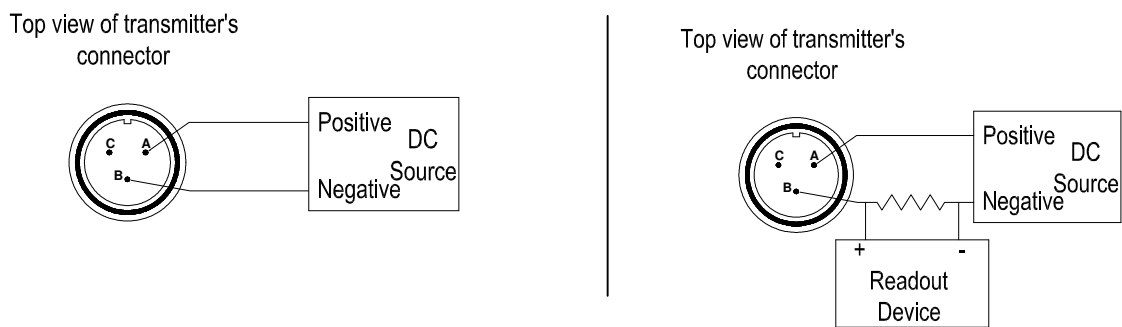 Top view of transmitter's
connector
C
A
B
Positive
DC
Source
Negative
Top view of transmitter's
connector
C
A
B
Positive
DC
Source
Negative
+
-
Readout
Device